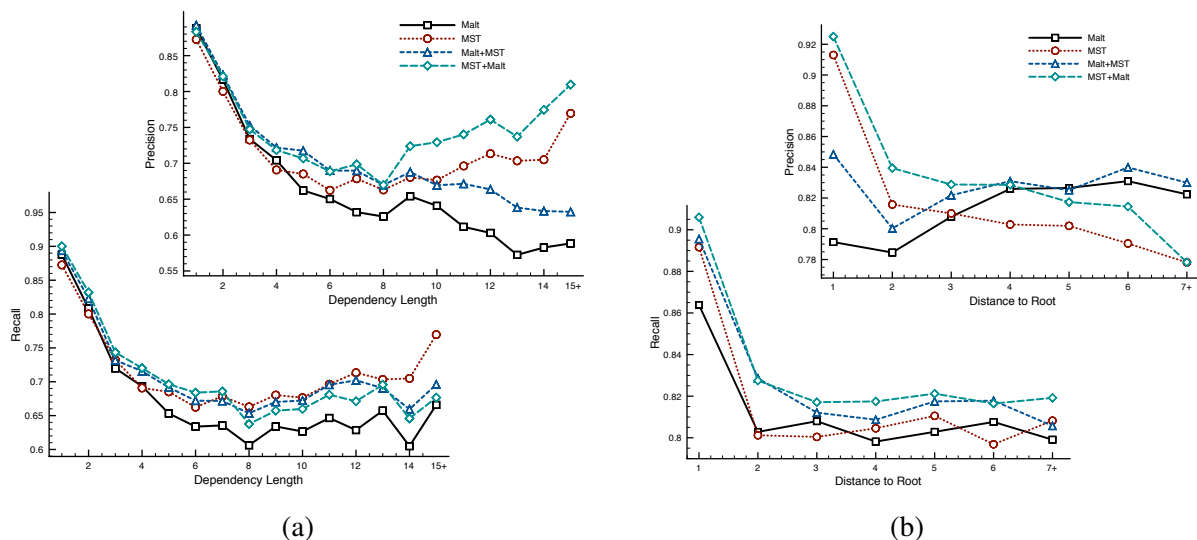 Malt
MST
Malt+MST
MST+Malt
Precision
0.85
0.8
0.75
0.7
0.65
0.6
0.55
2 4 6 8 10 12 14 15+
Dependency Length
Recall
0.95
0.9
0.85
0.8
0.75
0.7
0.65
0.6
2 4 6 8 10 12 14 15+
Dependency Length
(a)
Malt
MST
Malt+MST
MST+Malt
Precision
0.92
0.9
0.88
0.86
0.84
0.82
0.8
0.78
1 2 3 4 5 6 7+
Distance to Root
Recall
0.9
0.88
0.86
0.84
0.82
0.8
1 2 3 4 5 6 7+
Distance to Root
(b)